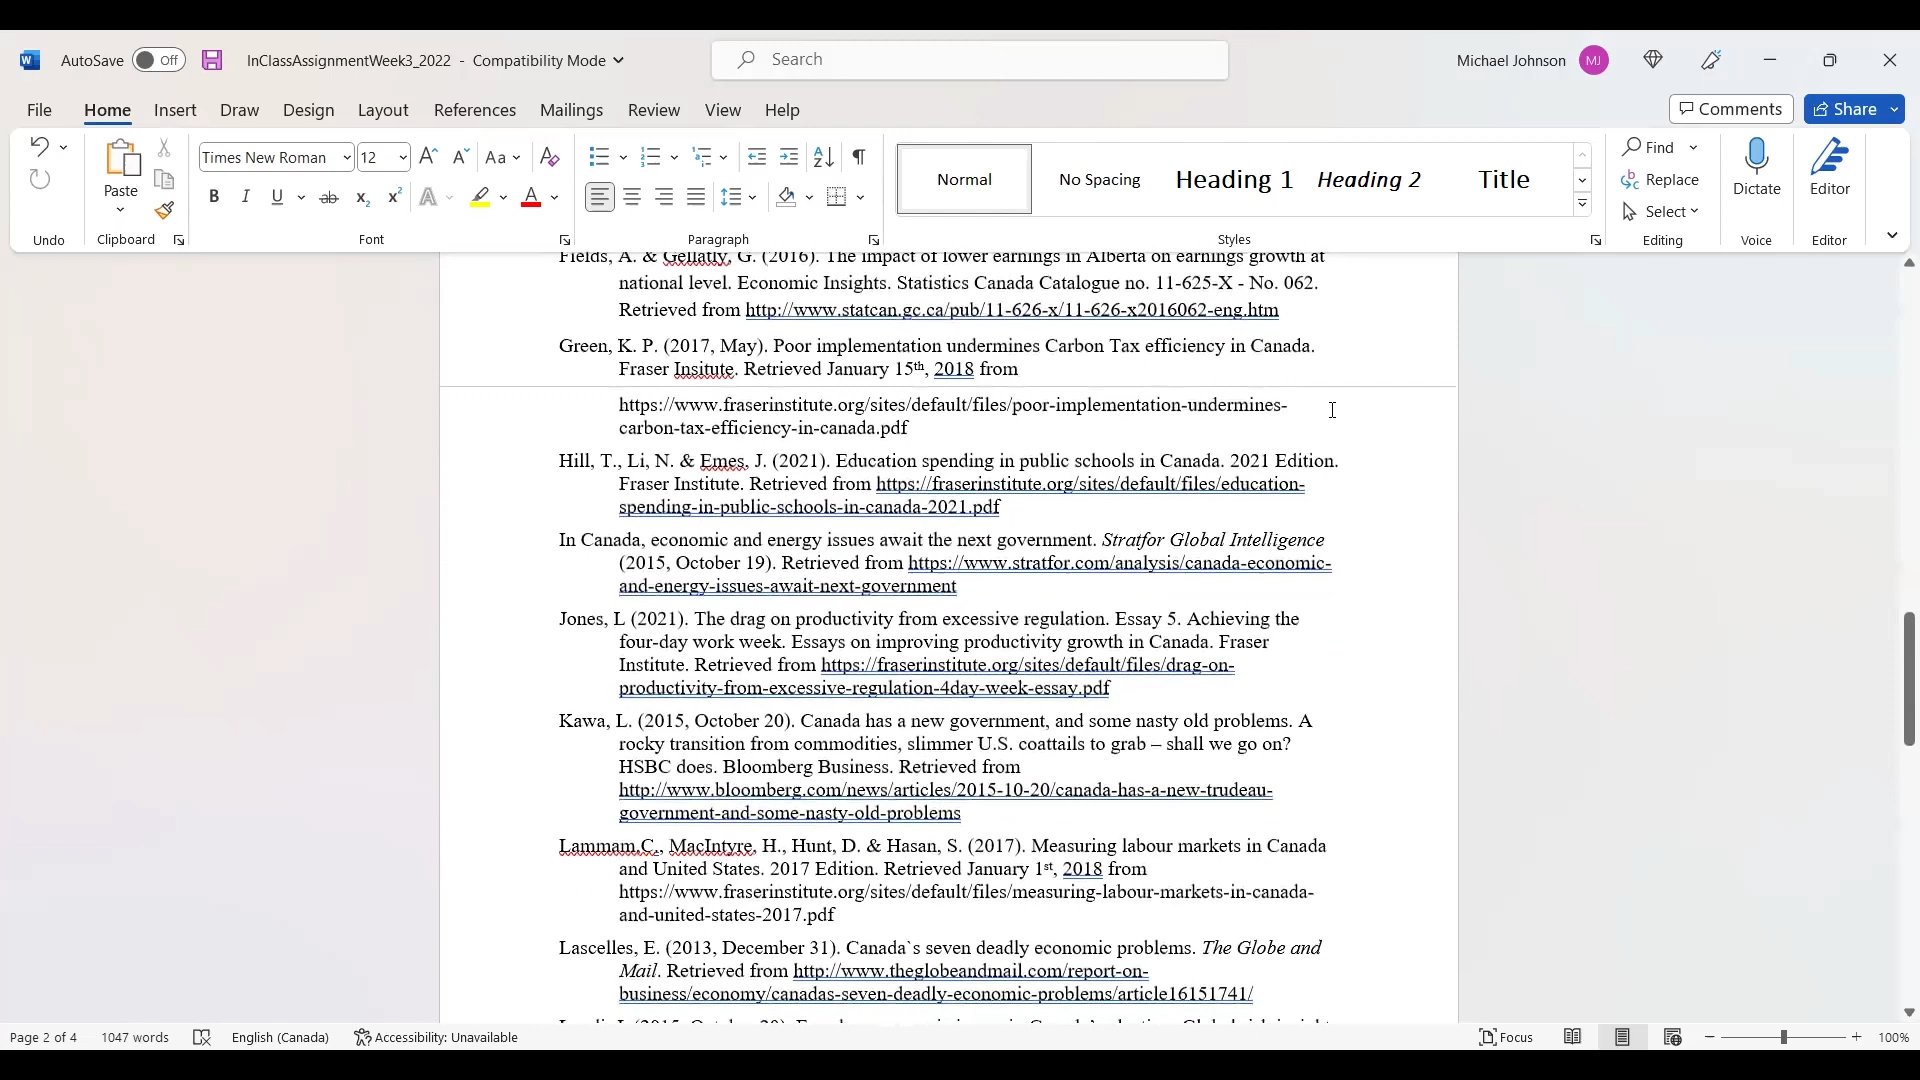 AutoSave Off InClassAssignmentWeek3_2022 - Compatibility Mode Search Michael Johnson MJ
File Home Insert Draw Design Layout References Mailings Review View Help Comments Share
Times New Roman 12 Aa
Paste
B I U ab x₂ x² A A
Normal No Spacing Heading 1 Heading 2 Title
Find
Replace
Select
Dictate
Editor
Undo Clipboard Font Paragraph Styles Editing Voice Editor
Fields, A. & Gellatly, G. (2016). The impact of lower earnings in Alberta on earnings growth at
national level. Economic Insights. Statistics Canada Catalogue no. 11-625-X - No. 062.
Retrieved from http://www.statcan.gc.ca/pub/11-626-x/11-626-x2016062-eng.htm
Green, K. P. (2017, May). Poor implementation undermines Carbon Tax efficiency in Canada.
Fraser Insitute. Retrieved January 15th, 2018 from
https://www.fraserinstitute.org/sites/default/files/poor-implementation-undermines-
carbon-tax-efficiency-in-canada.pdf
Hill, T., Li, N. & Emes, J. (2021). Education spending in public schools in Canada. 2021 Edition.
Fraser Institute. Retrieved from https://fraserinstitute.org/sites/default/files/education-
spending-in-public-schools-in-canada-2021.pdf
In Canada, economic and energy issues await the next government. Stratfor Global Intelligence
(2015, October 19). Retrieved from https://www.stratfor.com/analysis/canada-economic-
and-energy-issues-await-next-government
Jones, L (2021). The drag on productivity from excessive regulation. Essay 5. Achieving the
four-day work week. Essays on improving productivity growth in Canada. Fraser
Institute. Retrieved from https://fraserinstitute.org/sites/default/files/drag-on-
productivity-from-excessive-regulation-4day-week-essay.pdf
Kawa, L. (2015, October 20). Canada has a new government, and some nasty old problems. A
rocky transition from commodities, slimmer U.S. coattails to grab – shall we go on?
HSBC does. Bloomberg Business. Retrieved from
http://www.bloomberg.com/news/articles/2015-10-20/canada-has-a-new-trudeau-
government-and-some-nasty-old-problems
Lammam,C., MacIntyre, H., Hunt, D. & Hasan, S. (2017). Measuring labour markets in Canada
and United States. 2017 Edition. Retrieved January 1st, 2018 from
https://www.fraserinstitute.org/sites/default/files/measuring-labour-markets-in-canada-
and-united-states-2017.pdf
Lascelles, E. (2013, December 31). Canada`s seven deadly economic problems. The Globe and
Mail. Retrieved from http://www.theglobeandmail.com/report-on-
business/economy/canadas-seven-deadly-economic-problems/article16151741/
Page 2 of 4 1047 words English (Canada) Accessibility: Unavailable Focus 100%